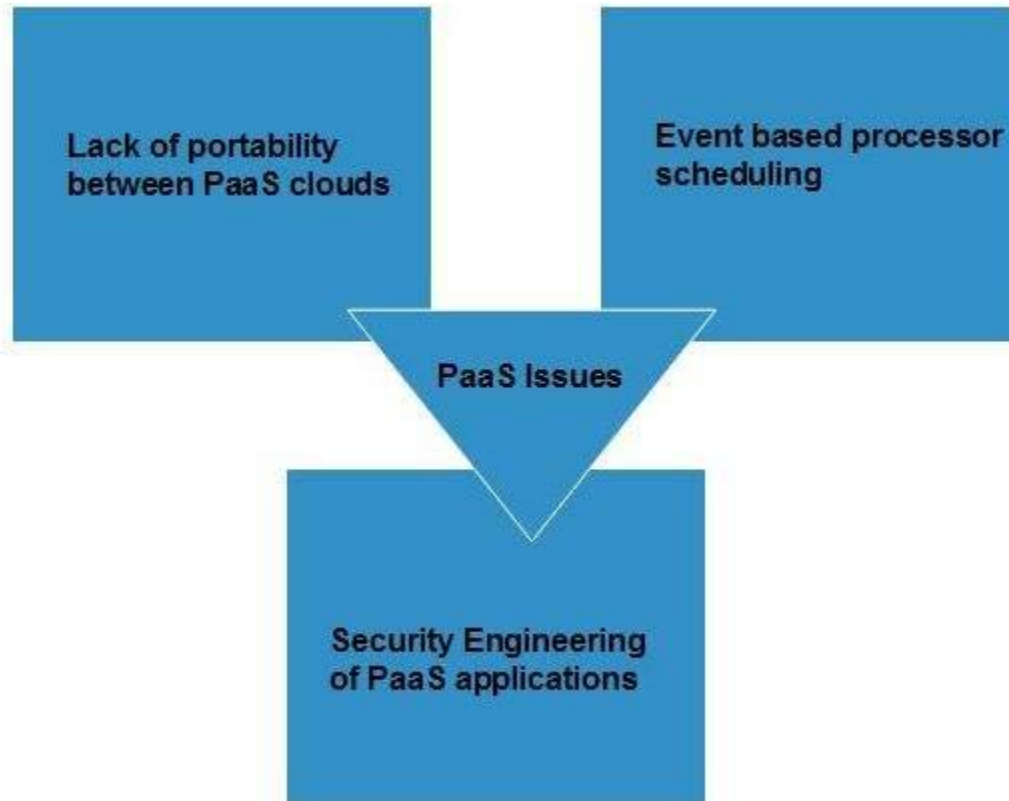 Lack of portability
between PaaS clouds
Event based processor
scheduling
PaaS Issues
Security Engineering
of PaaS applications